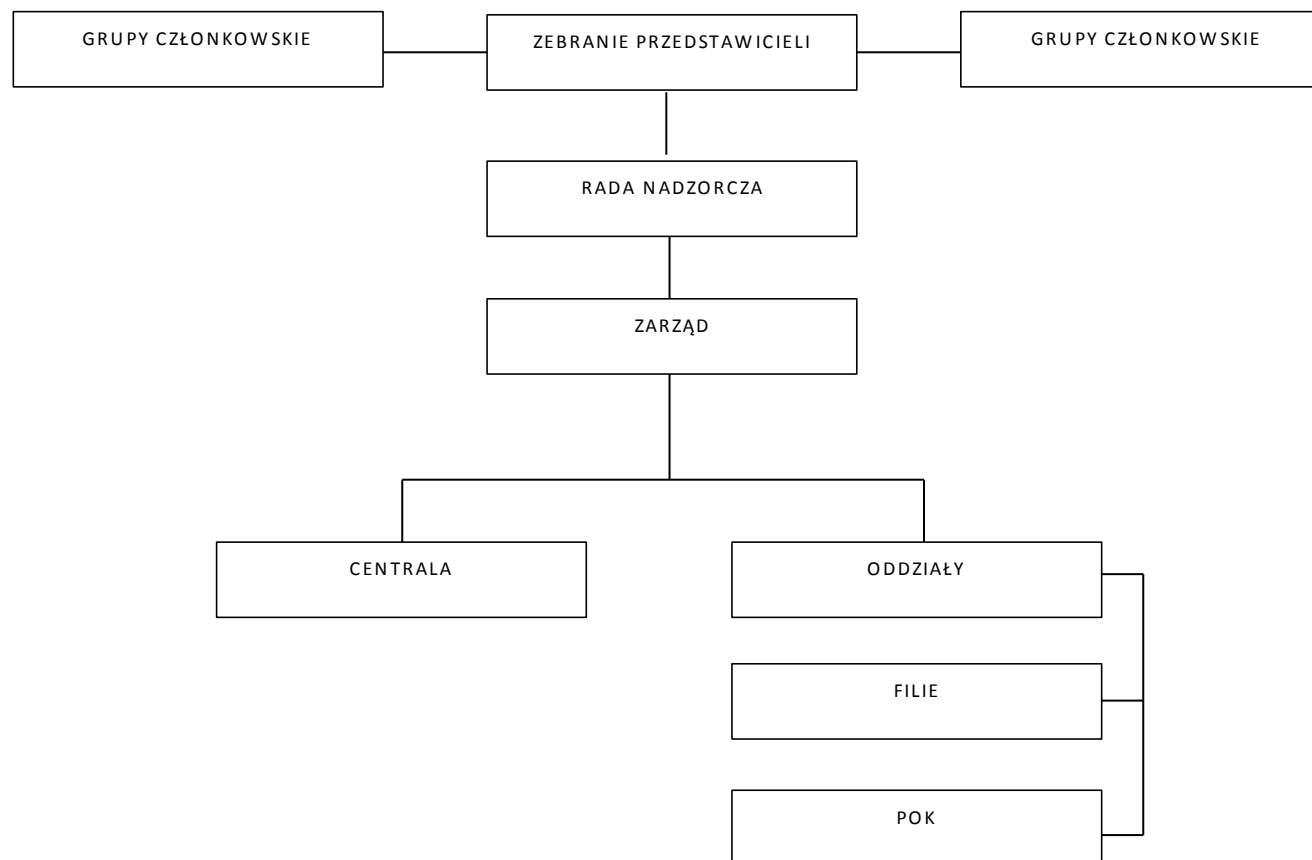 GRUPY CZŁONKOWSKIE
ZEBRANIE PRZEDSTAWICIELI
GRUPY CZŁONKOWSKIE
RADA NADZORCZA
ZARZĄD
CENTRALA
ODDZIAŁY
FILIE
POK